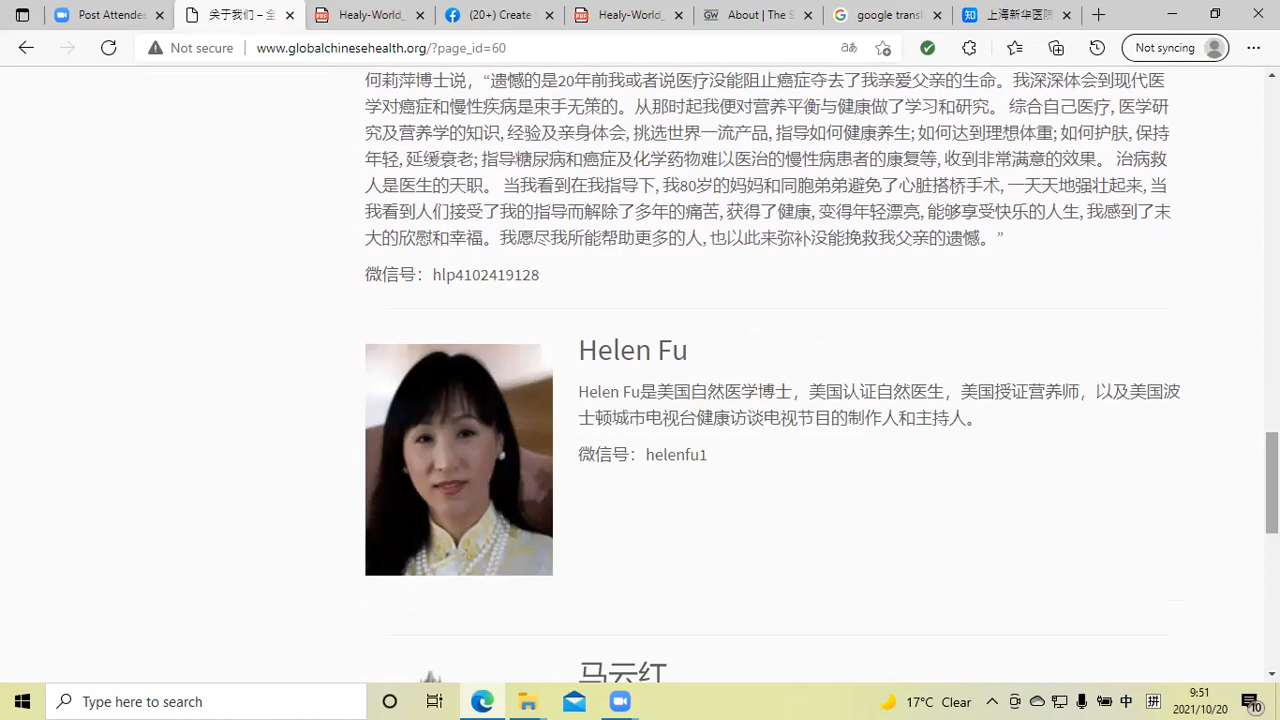 Post Attende
关于我们 – 全
Healy-World_
(20+) Create
Healy-World_
About | The S
google transl
上海新华医院
Not secure
www.globalchinesehealth.org/?page_id=60
Not syncing
何莉萍博士说，“遗憾的是20年前我或者说医疗没能阻止癌症夺去了我亲爱父亲的生命。我深深体会到现代医
学对癌症和慢性疾病是束手无策的。从那时起我便对营养平衡与健康做了学习和研究。 综合自己医疗, 医学研
究及营养学的知识, 经验及亲身体会, 挑选世界一流产品, 指导如何健康养生; 如何达到理想体重; 如何护肤, 保持
年轻, 延缓衰老; 指导糖尿病和癌症及化学药物难以医治的慢性病患者的康复等, 收到非常满意的效果。 治病救
人是医生的天职。 当我看到在我指导下, 我80岁的妈妈和同胞弟弟避免了心脏搭桥手术, 一天天地强壮起来, 当
我看到人们接受了我的指导而解除了多年的痛苦, 获得了健康, 变得年轻漂亮, 能够享受快乐的人生, 我感到了末
大的欣慰和幸福。我愿尽我所能帮助更多的人, 也以此来弥补没能挽救我父亲的遗憾。”
微信号：hlp4102419128
Helen Fu
Helen Fu是美国自然医学博士，美国认证自然医生，美国授证营养师，以及美国波
士顿城市电视台健康访谈电视节目的制作人和主持人。
微信号：helenfu1
马云红
Type here to search
17°C Clear
中
拼
9:51
2021/10/20
10